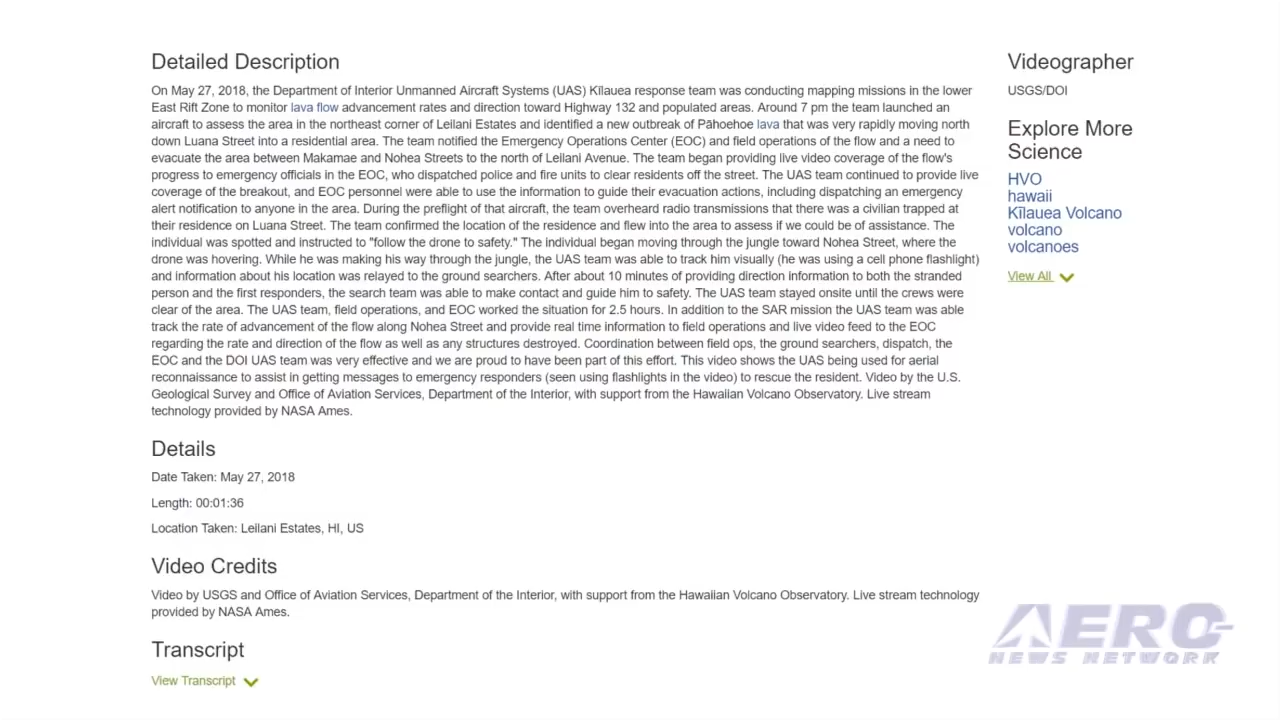 Detailed Description
On May 27, 2018, the Department of Interior Unmanned Aircraft Systems (UAS) Kīlauea response team was conducting mapping missions in the lower
East Rift Zone to monitor lava flow advancement rates and direction toward Highway 132 and populated areas. Around 7 pm the team launched an
aircraft to assess the area in the northeast corner of Leilani Estates and identified a new outbreak of Pāhoehoe lava that was very rapidly moving north
down Luana Street into a residential area. The team notified the Emergency Operations Center (EOC) and field operations of the flow and a need to
evacuate the area between Makamae and Nohea Streets to the north of Leilani Avenue. The team began providing live video coverage of the flow's
progress to emergency officials in the EOC, who dispatched police and fire units to clear residents off the street. The UAS team continued to provide live
coverage of the breakout, and EOC personnel were able to use the information to guide their evacuation actions, including dispatching an emergency
alert notification to anyone in the area. During the preflight of that aircraft, the team overheard radio transmissions that there was a civilian trapped at
their residence on Luana Street. The team confirmed the location of the residence and flew into the area to assess if we could be of assistance. The
individual was spotted and instructed to "follow the drone to safety." The individual began moving through the jungle toward Nohea Street, where the
drone was hovering. While he was making his way through the jungle, the UAS team was able to track him visually (he was using a cell phone flashlight)
and information about his location was relayed to the ground searchers. After about 10 minutes of providing direction information to both the stranded
person and the first responders, the search team was able to make contact and guide him to safety. The UAS team stayed onsite until the crews were
clear of the area. The UAS team, field operations, and EOC worked the situation for 2.5 hours. In addition to the SAR mission the UAS team was able
track the rate of advancement of the flow along Nohea Street and provide real time information to field operations and live video feed to the EOC
regarding the rate and direction of the flow as well as any structures destroyed. Coordination between field ops, the ground searchers, dispatch, the
EOC and the DOI UAS team was very effective and we are proud to have been part of this effort. This video shows the UAS being used for aerial
reconnaissance to assist in getting messages to emergency responders (seen using flashlights in the video) to rescue the resident. Video by the U.S.
Geological Survey and Office of Aviation Services, Department of the Interior, with support from the Hawaiian Volcano Observatory. Live stream
technology provided by NASA Ames.
Details
Date Taken: May 27, 2018
Length: 00:01:36
Location Taken: Leilani Estates, HI, US
Video Credits
Video by USGS and Office of Aviation Services, Department of the Interior, with support from the Hawaiian Volcano Observatory. Live stream technology
provided by NASA Ames.
Transcript
View Transcript
Videographer
USGS/DOI
Explore More
Science
HVO
hawaii
Kīlauea Volcano
volcano
volcanoes
View All
AERO
NEWS NETWORK